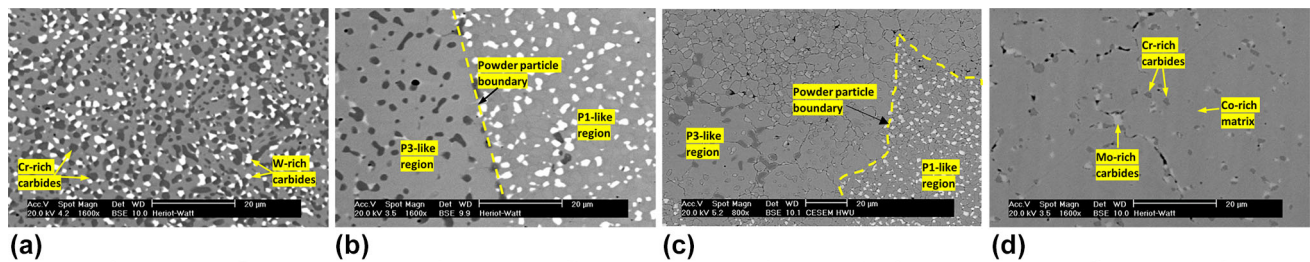 Cr-rich
carbides
W-rich
carbides
Acc.V Spot Magn Det WD 20 µm
20.0 kV 4.2 1600x BSE 10.0 Heriot-Watt
(a)
Powder particle
boundary
P1-like
region
P3-like
region
Acc.V Spot Magn Det WD 20 µm
20.0 kV 3.5 1600x BSE 9.9 Heriot-Watt
(b)
Powder particle
boundary
P3-like
region
P1-like
region
Acc.V Spot Magn Det WD 20 µm
20.0 kV 5.2 800x BSE 10.1 CESEM HWU
(c)
Cr-rich
carbides
Co-rich
matrix
Mo-rich
carbides
Acc.V Spot Magn Det WD 20 µm
20.0 kV 3.5 1600x BSE 10.0 Heriot-Watt
(d)